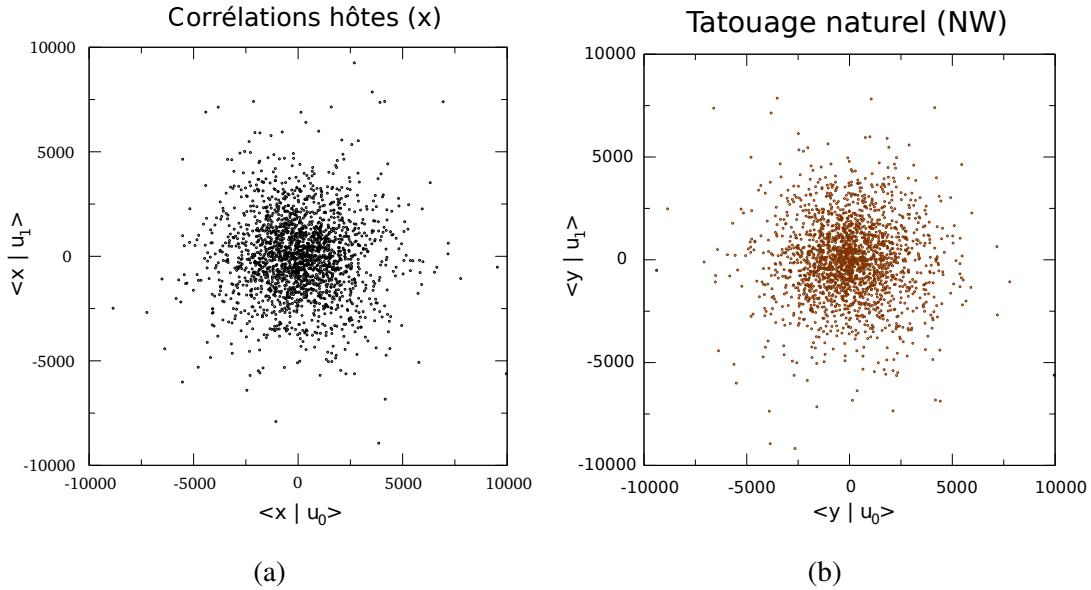 Corrélations hôtes (x)
10000
5000
0
-5000
-10000
-10000 -5000 0 5000 10000
<x | u1>
<x | u0>
(a)
Tatouage naturel (NW)
10000
5000
0
-5000
-10000
-10000 -5000 0 5000 10000
<y | u1>
<y | u0>
(b)